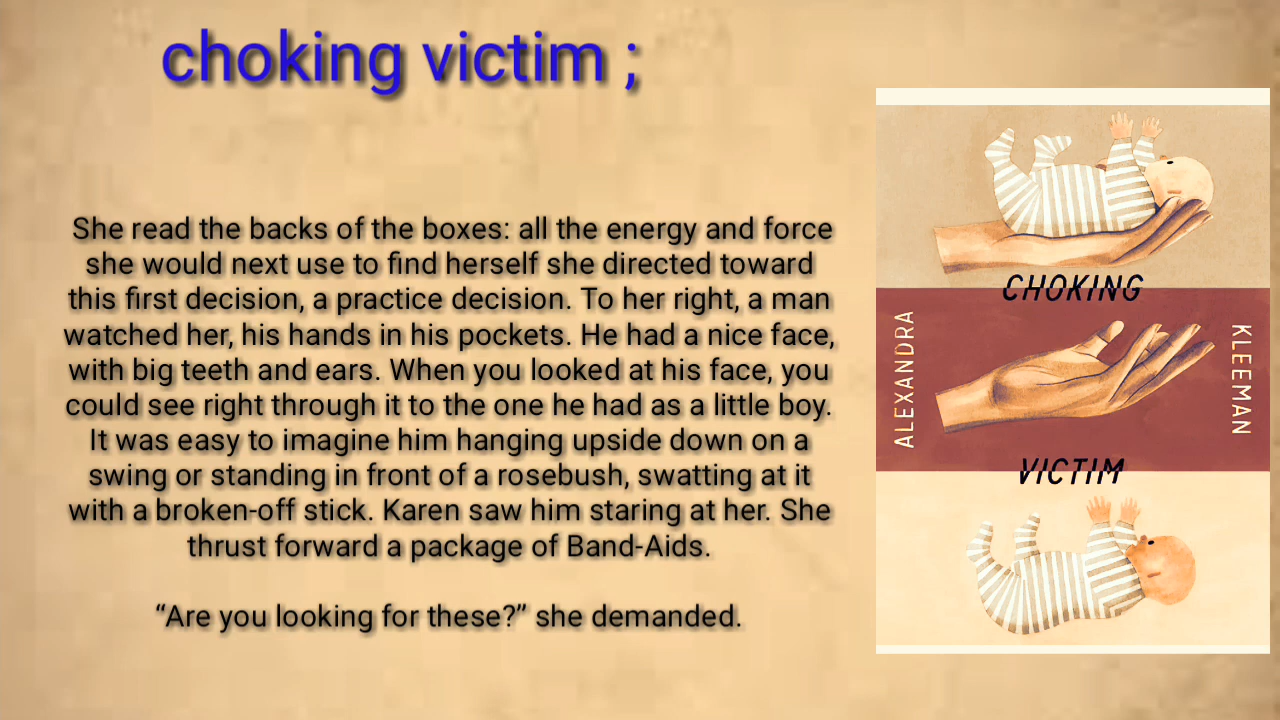 choking victim ;
She read the backs of the boxes: all the energy and force
she would next use to find herself she directed toward
this first decision, a practice decision. To her right, a man
watched her, his hands in his pockets. He had a nice face,
with big teeth and ears. When you looked at his face, you
could see right through it to the one he had as a little boy.
It was easy to imagine him hanging upside down on a
swing or standing in front of a rosebush, swatting at it
with a broken-off stick. Karen saw him staring at her. She
thrust forward a package of Band-Aids.
“Are you looking for these?” she demanded.
CHOKING
ALEXANDRA
KLEEMAN
VICTIM